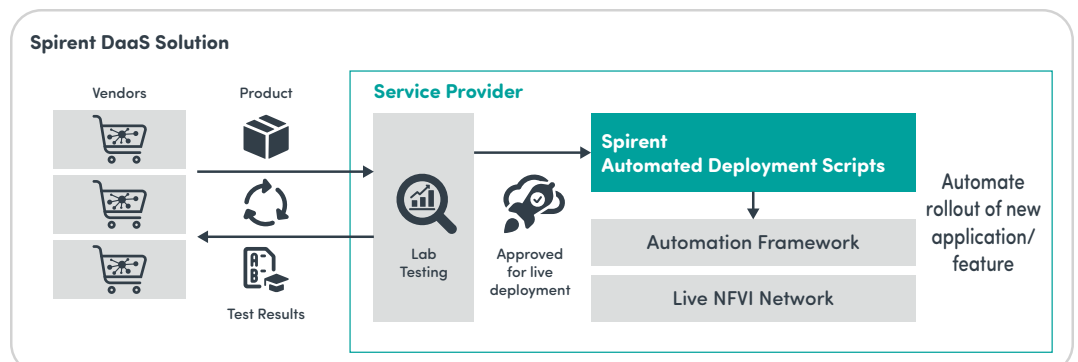 Spirent DaaS Solution
Vendors
Product
Test Results
Service Provider
Lab
Testing
Approved
for live
deployment
Spirent
Automated Deployment Scripts
Automation Framework
Live NFVI Network
Automate
rollout of new
application/
feature
A-
B-